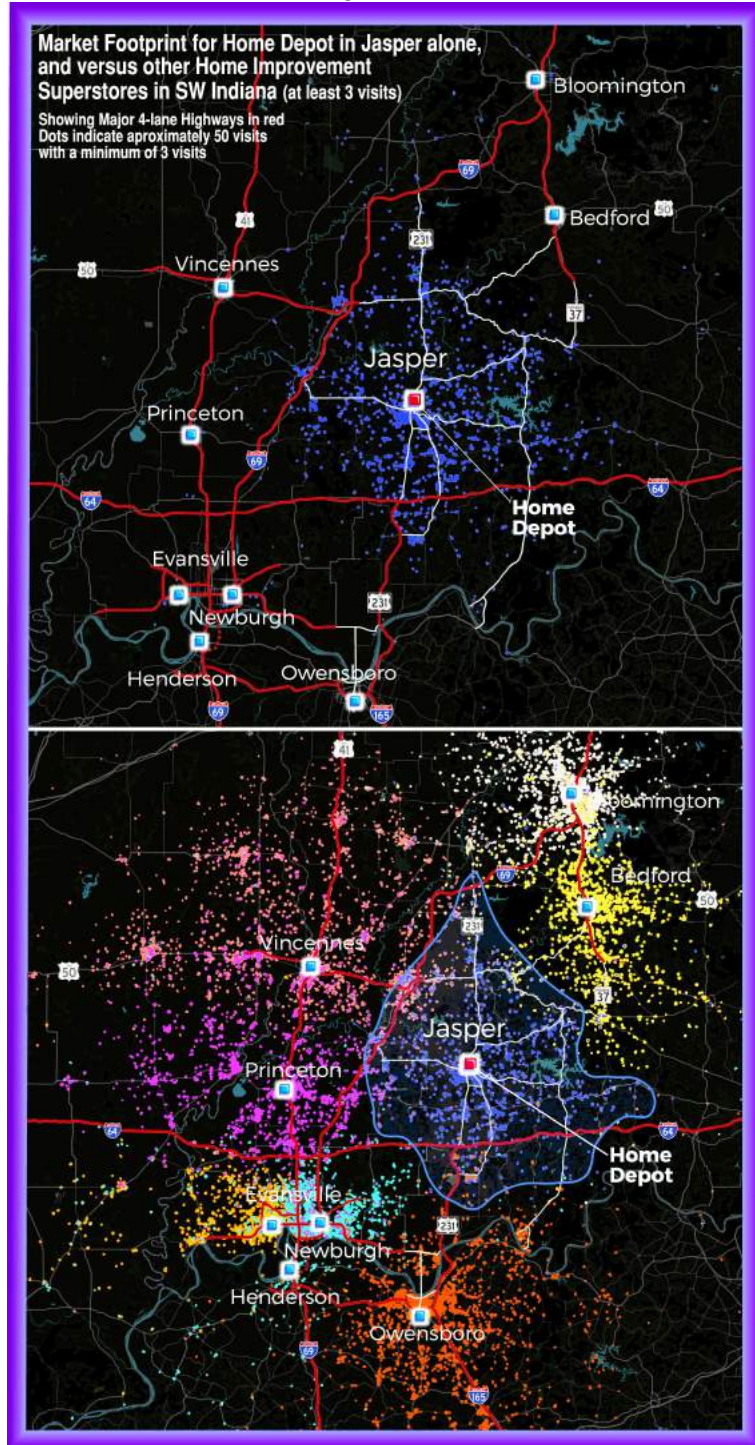 Market Footprint for Home Depot in Jasper alone,
and versus other Home Improvement
Superstores in SW Indiana (at least 3 visits)
Showing Major 4-lane Highways in red
Dots indicate aproximately 50 visits
with a minimum of 3 visits
Bloomington
69
41
231
Bedford
50
50
Vincennes
37
Jasper
Princeton
69
64
64
Home
Depot
Evansville
231
Newburgh
Henderson
Owensboro
69
165
41
oomington
69
Bedford
50
231
Vincennes
50
37
Jasper
Princeton
64
64
Home
Depot
Evansville
231
Newburgh
Henderson
Owensboro
69
165